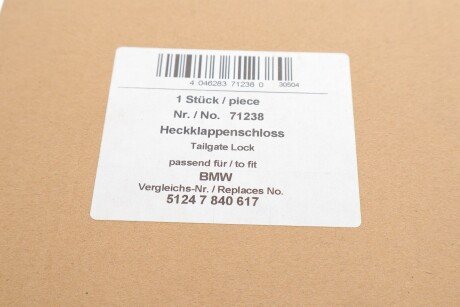 4 046283 71238 0 30504
1 Stück / piece
Nr. / No. 71238
Heckklappenschloss
Tailgate Lock
passend für / to fit
BMW
Vergleichs-Nr. / Replaces No.
5124 7 840 617